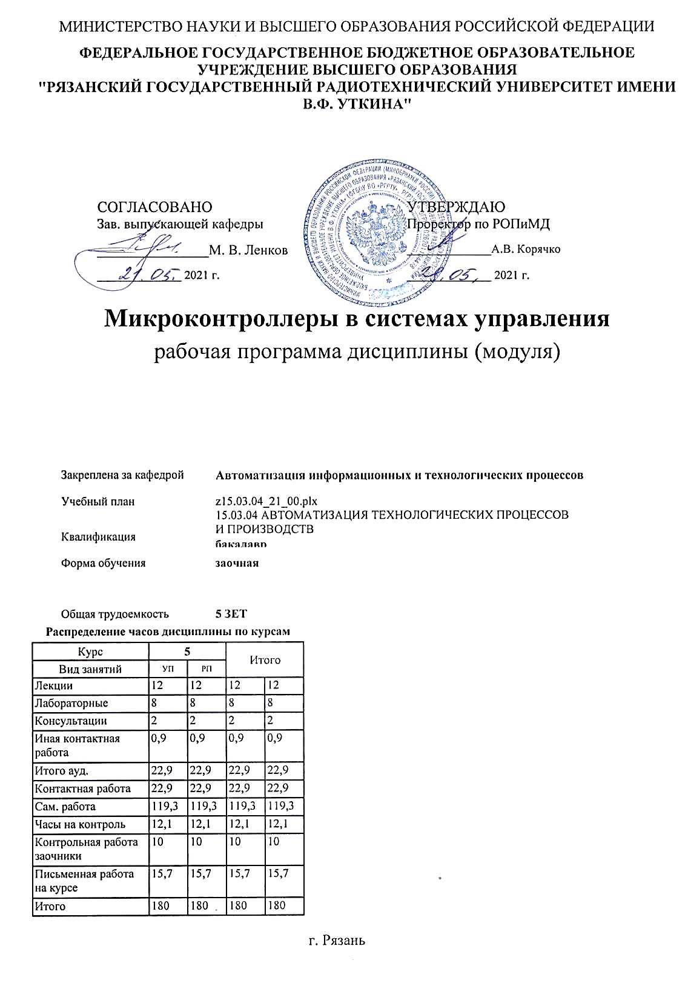 МИНИСТЕРСТВО НАУКИ И ВЫСШЕГО ОБРАЗОВАНИЯ РОССИЙСКОЙ ФЕДЕРАЦИИ
ФЕДЕРАЛЬНОЕ ГОСУДАРСТВЕННОЕ БЮДЖЕТНОЕ ОБРАЗОВАТЕЛЬНОЕ
УЧРЕЖДЕНИЕ ВЫСШЕГО ОБРАЗОВАНИЯ
"РЯЗАНСКИЙ ГОСУДАРСТВЕННЫЙ РАДИОТЕХНИЧЕСКИЙ УНИВЕРСИТЕТ ИМЕНИ
В.Ф. УТКИНА"
СОГЛАСОВАНО
Зав. выпускающей кафедры
М. В. Ленков
21.05. 2021 г.
УТВЕРЖДАЮ
Проректор по РОПиМД
А.В. Корячко
28.05. 2021 г.
Микроконтроллеры в системах управления
рабочая программа дисциплины (модуля)
Закреплена за кафедрой Автоматизация информационных и технологических процессов
Учебный план z15.03.04_21_00.plx
15.03.04 АВТОМАТИЗАЦИЯ ТЕХНОЛОГИЧЕСКИХ ПРОЦЕССОВ
И ПРОИЗВОДСТВ
Квалификация бакалавр
Форма обучения заочная
Общая трудоемкость 5 ЗЕТ
Распределение часов дисциплины по курсам
Курс 5 Итого
Вид занятий УП РП
Лекции 12 12 12 12
Лабораторные 8 8 8 8
Консультации 2 2 2 2
Иная контактная 0,9 0,9 0,9 0,9
работа
Итого ауд. 22,9 22,9 22,9 22,9
Контактная работа 22,9 22,9 22,9 22,9
Сам. работа 119,3 119,3 119,3 119,3
Часы на контроль 12,1 12,1 12,1 12,1
Контрольная работа 10 10 10 10
заочники
Письменная работа 15,7 15,7 15,7 15,7
на курсе
Итого 180 180 180 180
г. Рязань